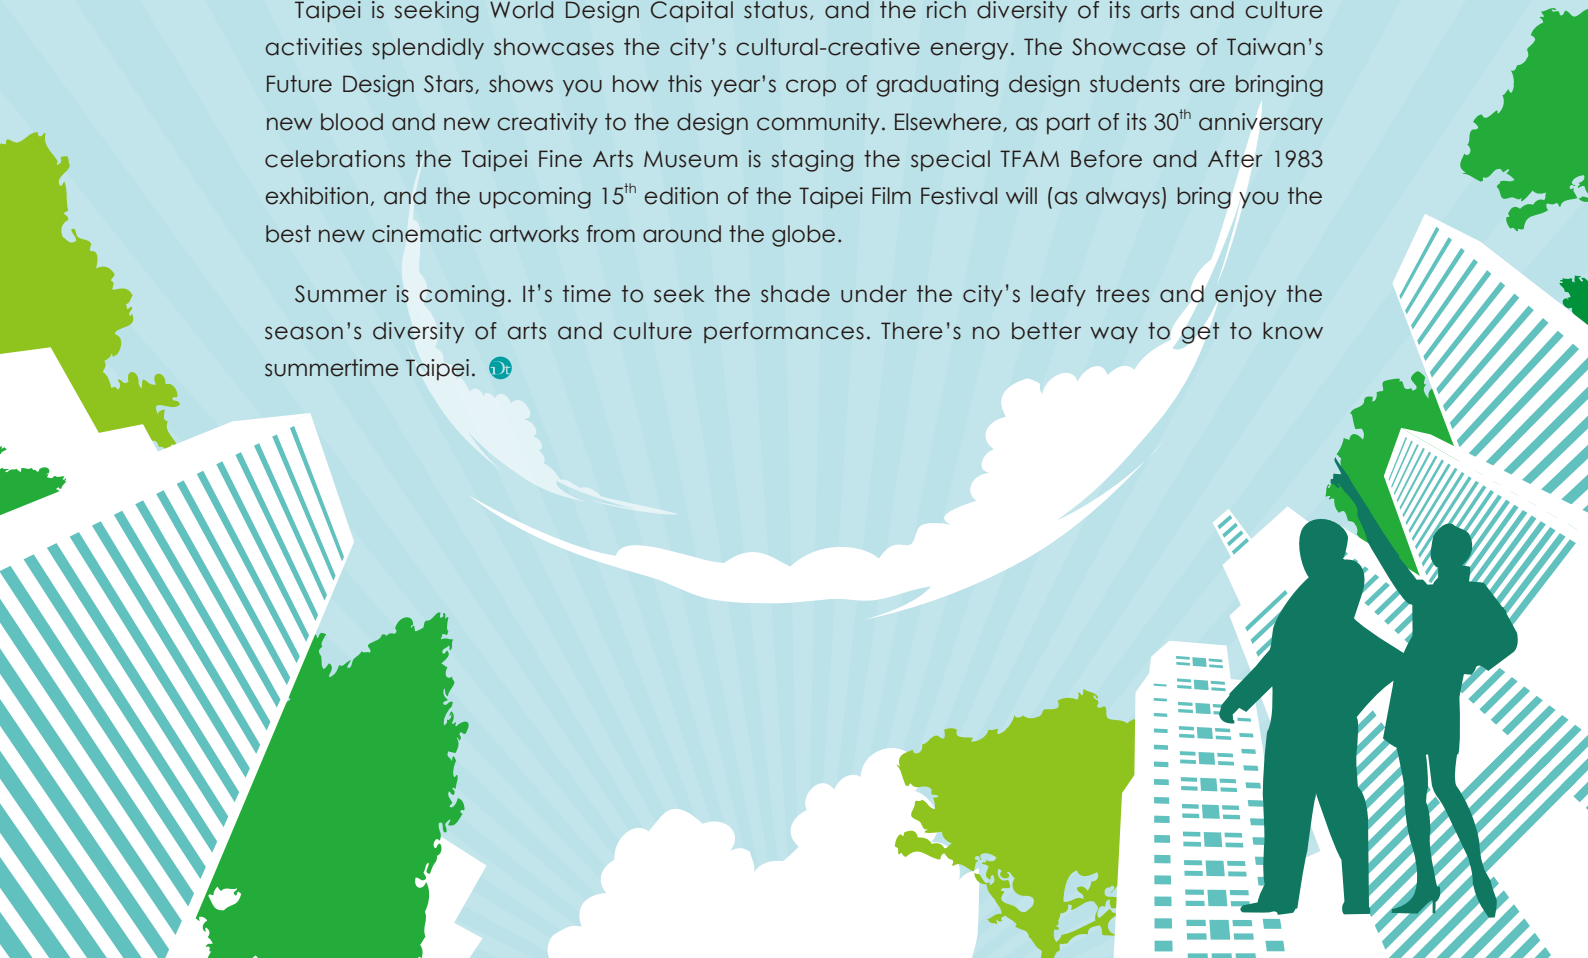 Taipei is seeking World Design Capital status, and the rich diversity of its arts and culture
activities splendidly showcases the city’s cultural-creative energy. The Showcase of Taiwan’s
Future Design Stars, shows you how this year’s crop of graduating design students are bringing
new blood and new creativity to the design community. Elsewhere, as part of its 30th anniversary
celebrations the Taipei Fine Arts Museum is staging the special TFAM Before and After 1983
exhibition, and the upcoming 15th edition of the Taipei Film Festival will (as always) bring you the
best new cinematic artworks from around the globe.
Summer is coming. It’s time to seek the shade under the city’s leafy trees and enjoy the
season’s diversity of arts and culture performances. There’s no better way to get to know
summertime Taipei.